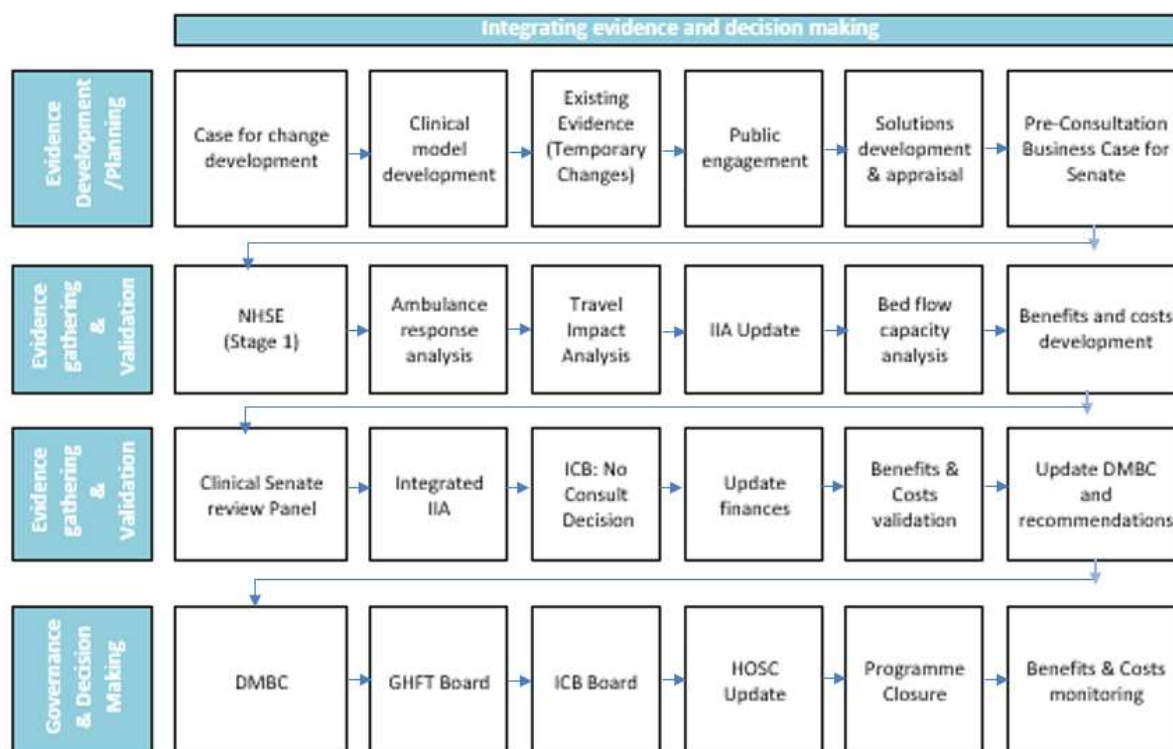 Integrating evidence and decision making
Evidence
Development
/Planning
Case for change
development
Clinical
model
development
Existing
Evidence
(Temporary
Changes)
Public
engagement
Solutions
development
& appraisal
Pre-Consultation
Business Case for
Senate
Evidence
gathering
&
Validation
NHSE
(Stage 1)
Ambulance
response
analysis
Travel
Impact
Analysis
IIA Update
Bed flow
capacity
analysis
Benefits and costs
development
Evidence
gathering
&
Validation
Clinical Senate
review Panel
Integrated
IIA
ICB: No
Consult
Decision
Update
finances
Benefits &
Costs
validation
Update DMBC
and
recommendations
Governance
& Decision
Making
DMBC
GHFT Board
ICB Board
HOSC
Update
Programme
Closure
Benefits & Costs
monitoring